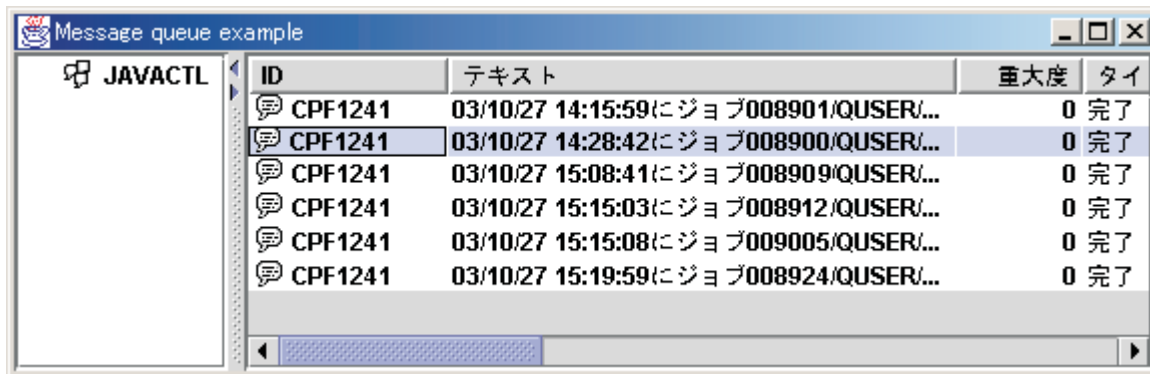 Message queue example
JAVACTL
ID テキスト 重大度 タイ
CPF1241 03/10/27 14:15:59にジョブ008901/QUSER/... 0 完了
CPF1241 03/10/27 14:28:42にジョブ008900/QUSER/... 0 完了
CPF1241 03/10/27 15:08:41にジョブ008909/QUSER/... 0 完了
CPF1241 03/10/27 15:15:03にジョブ008912/QUSER/... 0 完了
CPF1241 03/10/27 15:15:08にジョブ009005/QUSER/... 0 完了
CPF1241 03/10/27 15:19:59にジョブ008924/QUSER/... 0 完了